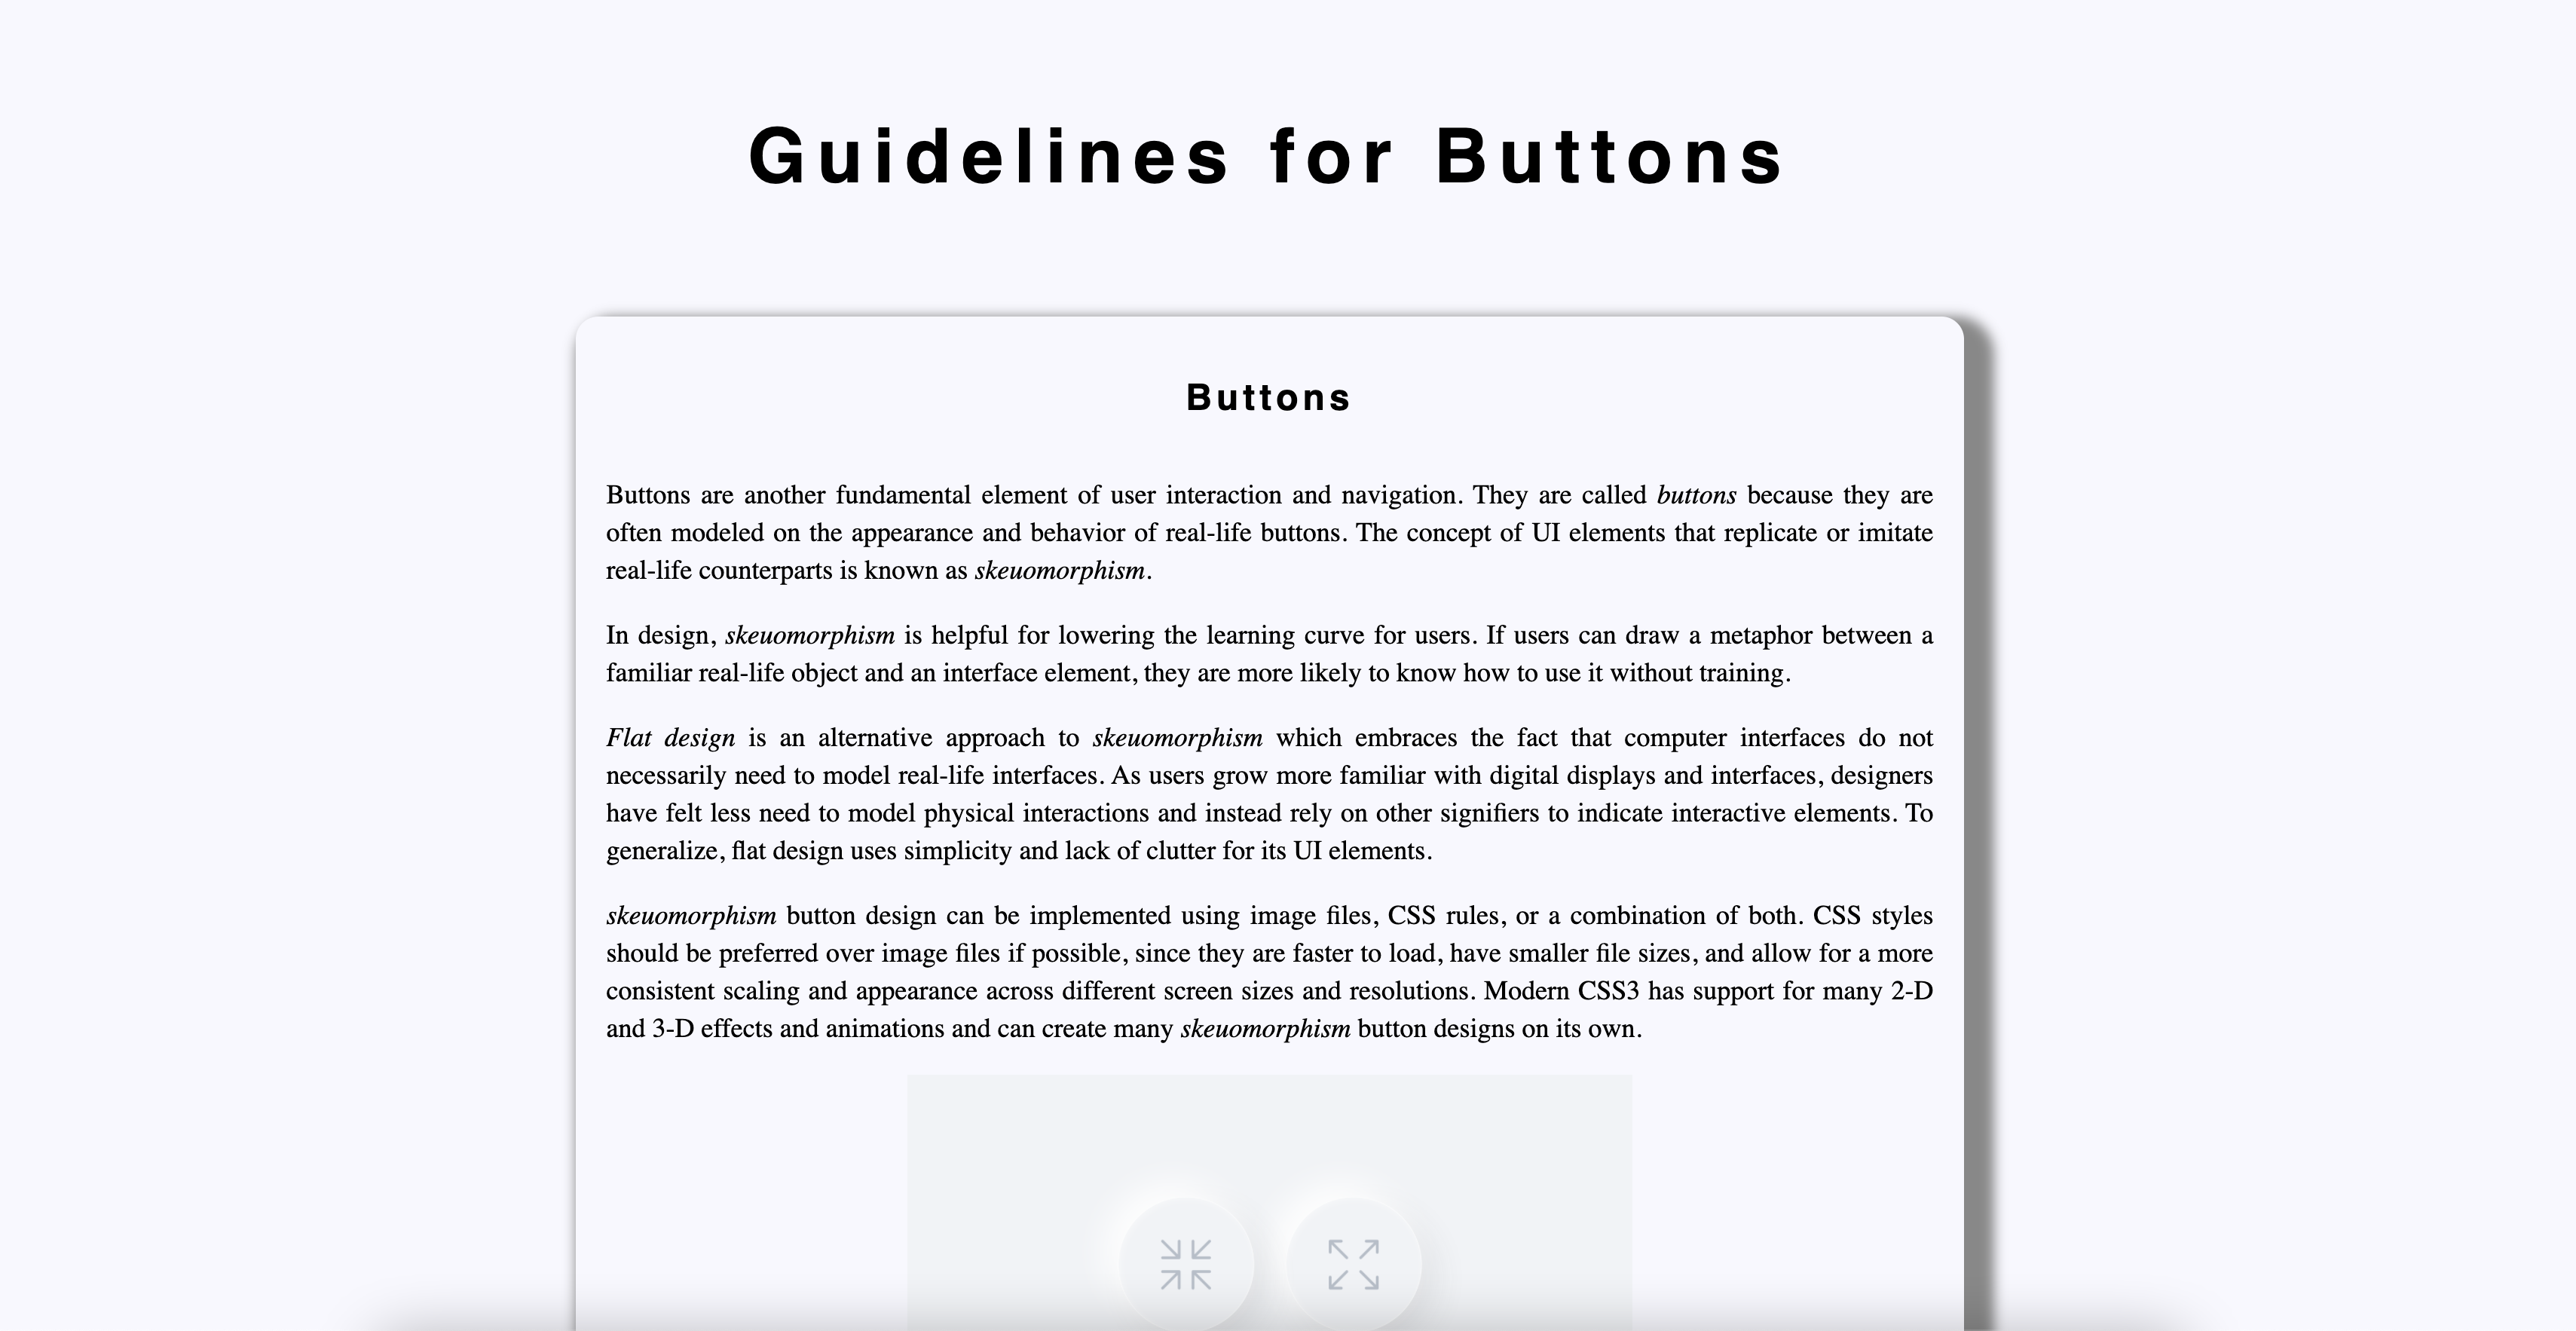 Guidelines for Buttons
Buttons
Buttons are another fundamental element of user interaction and navigation. They are called buttons because they are
often modeled on the appearance and behavior of real-life buttons. The concept of UI elements that replicate or imitate
real-life counterparts is known as skeuomorphism.
In design, skeuomorphism is helpful for lowering the learning curve for users. If users can draw a metaphor between a
familiar real-life object and an interface element, they are more likely to know how to use it without training.
Flat design is an alternative approach to skeuomorphism which embraces the fact that computer interfaces do not
necessarily need to model real-life interfaces. As users grow more familiar with digital displays and interfaces, designers
have felt less need to model physical interactions and instead rely on other signifiers to indicate interactive elements. To
generalize, flat design uses simplicity and lack of clutter for its UI elements.
skeuomorphism button design can be implemented using image files, CSS rules, or a combination of both. CSS styles
should be preferred over image files if possible, since they are faster to load, have smaller file sizes, and allow for a more
consistent scaling and appearance across different screen sizes and resolutions. Modern CSS3 has support for many 2-D
and 3-D effects and animations and can create many skeuomorphism button designs on its own.